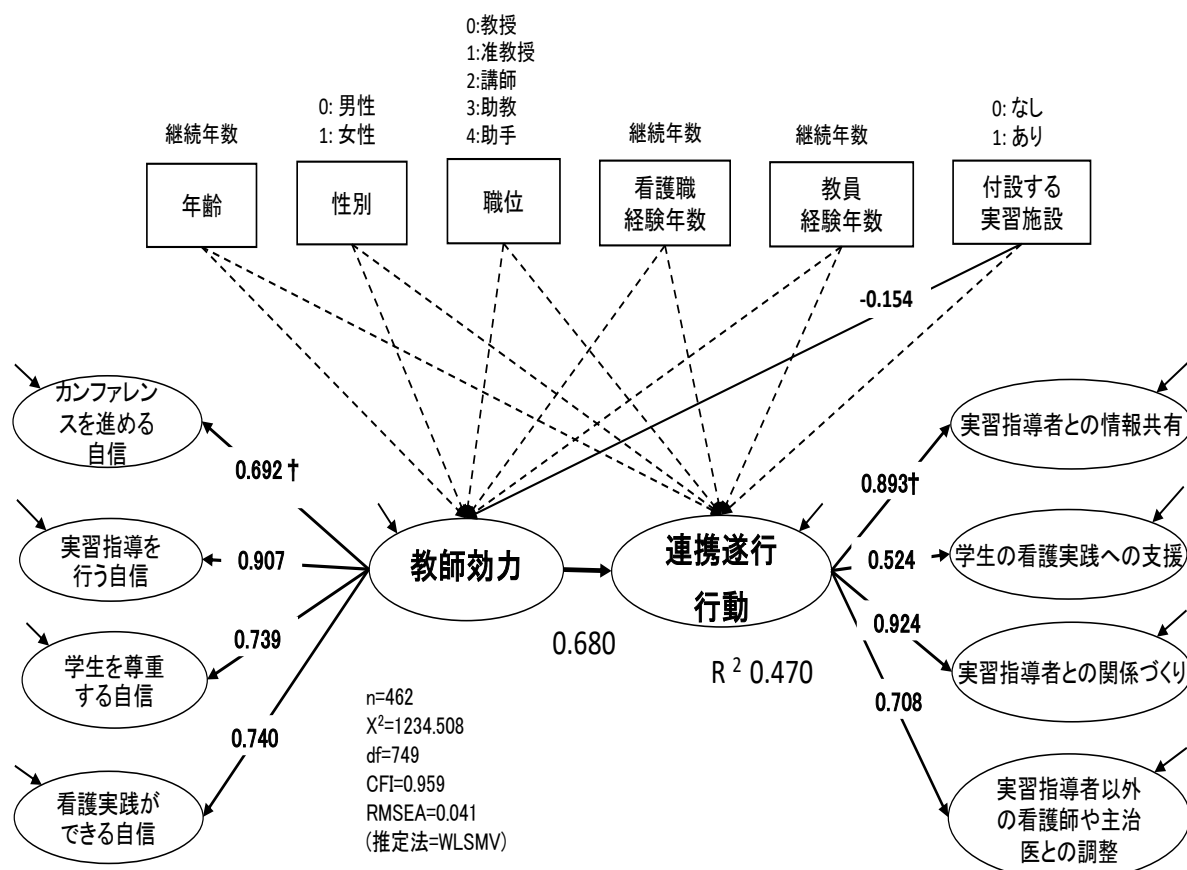 0:教授
1:准教授
2:講師
3:助教
4:助手
0: 男性
1: 女性
0: なし
1: あり
継続年数
継続年数
継続年数
年齢
性別
職位
看護職
経験年数
教員
経験年数
付設する
実習施設
-0.154
カンファレン
スを進める
自信
0.692 †
実習指導を
行う自信
0.907
学生を尊重
する自信
0.739
看護実践が
できる自信
0.740
教師効力
0.680
連携遂行
行動
R² 0.470
実習指導者との情報共有
0.893†
学生の看護実践への支援
0.524
実習指導者との関係づくり
0.924
実習指導者以外
の看護師や主治
医との調整
0.708
n=462
X²=1234.508
df=749
CFI=0.959
RMSEA=0.041
(推定法=WLSMV)